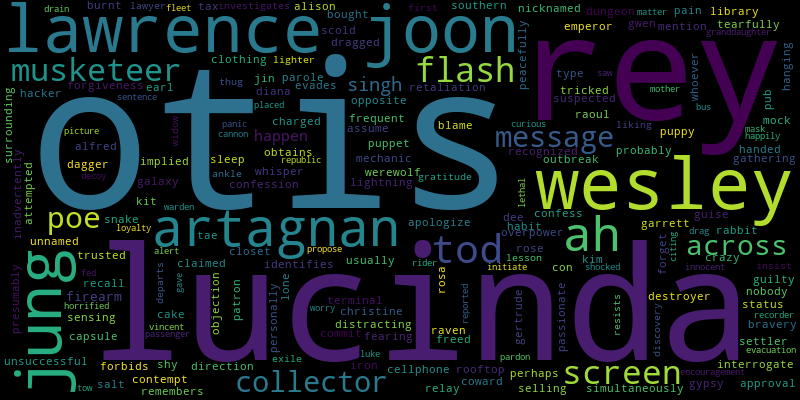 drain burnt lawyer fleet tax investigates alison bought first southern nicknamed dungeon matter pain library
lawrence joon scold dragged emperor gwen mention tearfully
granddaughter
musketeer clothing lighter flash peacefully rey type saw whoever hanging
hacker forgiveness earl thug jin parole evades singh retaliation tricked suspected mother bus pub
surrounding sentence diana opposite raoul liking mask mock happily
picture widow panic cannon placed charged frequent blame message curious puppy
otis
alfred republic happen assume puppet recognized probably handed
inadvertently dagger implied sleep obtains mechanic werewolf outbreak gathering
decoy galaxy ankle whisper lightning gratitude
attempted kit warden confession lethal wesley
poe snake artagnan apologize habit dee confess guise
loyalty tae propose overpower garrett drag rabbit
unnamed alert closet identifies tod rose ah across
trusted claimed usually rider lesson kim forget citing crazy
jung recall fed departs gave objection patron lone rosa initiate con shocked innocent insist guilty
presumably firearm sensing personally terminal reported gertrude passionate destroyer nobody status
horrified lucinda
capsule cake christine distracting raven resists discovery recorder bravery
vincent passenger worry commit fearing freed settler
unsuccessful shy exile luke iron cellphone rooftop pardon evacuation
forbids direction perhaps screen interrogate
tow salt contempt collector coward selling encouragement gypsy approval
remembers relay simultaneously